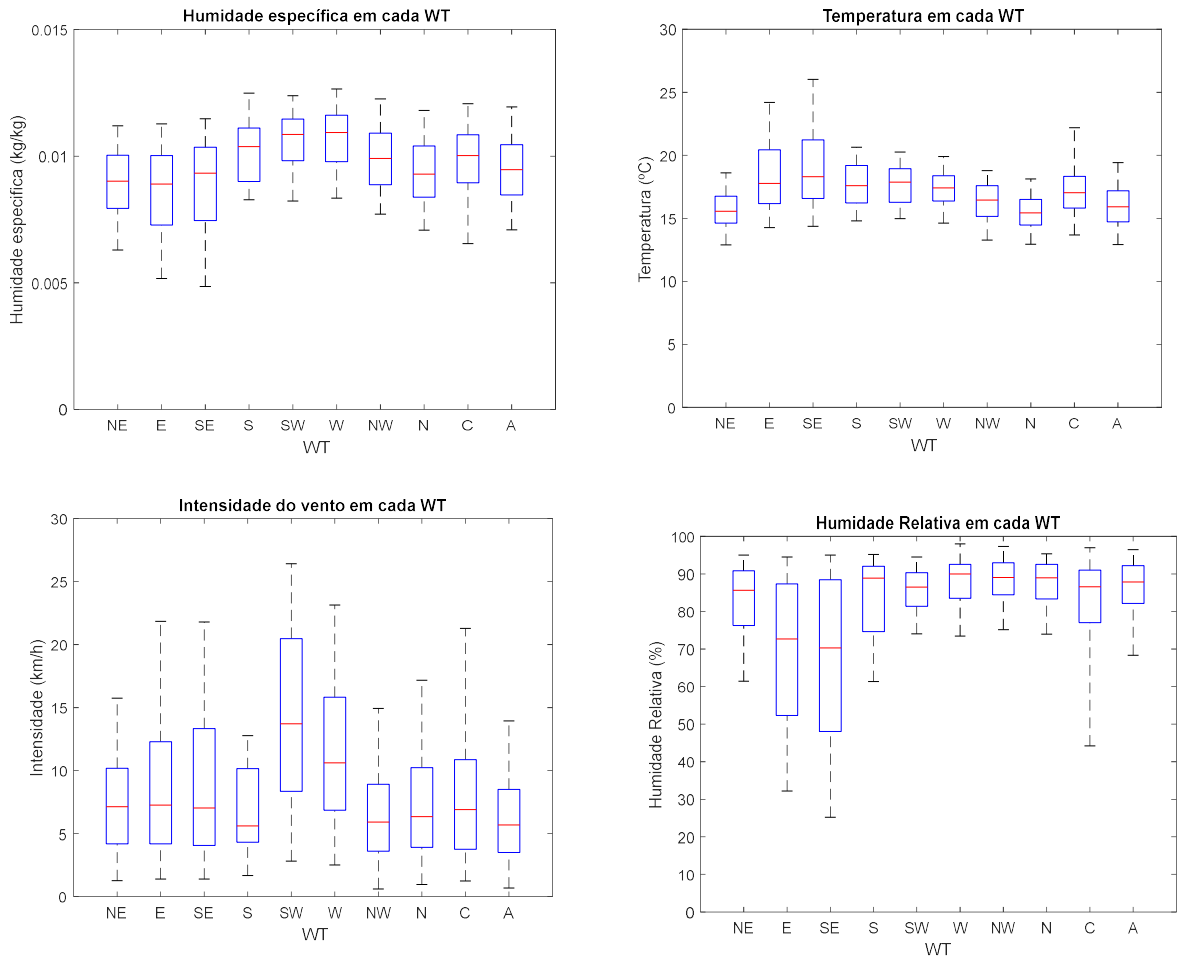 Humidade específica em cada WT
0.015
0.01
0.005
0
Humidade específica (kg/kg)
NE E SE S SW W NW N C A
WT
Temperatura em cada WT
30
25
20
15
10
5
0
Temperatura (ºC)
NE E SE S SW W NW N C A
WT
Intensidade do vento em cada WT
30
25
20
15
10
5
0
Intensidade (km/h)
NE E SE S SW W NW N C A
WT
Humidade Relativa em cada WT
100
90
80
70
60
50
40
30
20
10
0
Humidade Relativa (%)
NE E SE S SW W NW N C A
WT